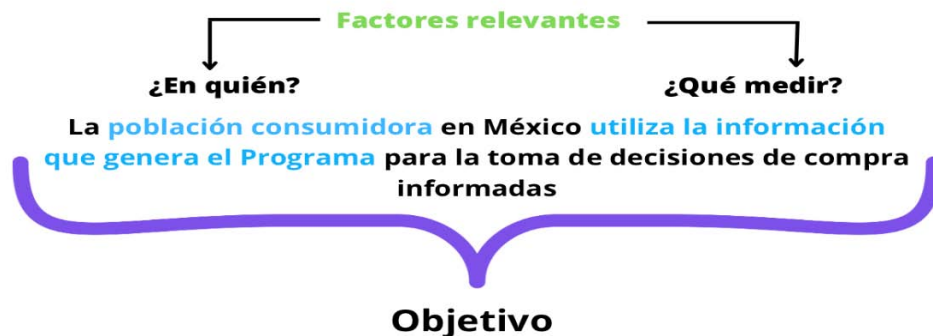 Factores relevantes
¿En quién?
¿Qué medir?
La población consumidora en México utiliza la información
que genera el Programa para la toma de decisiones de compra
informadas
Objetivo